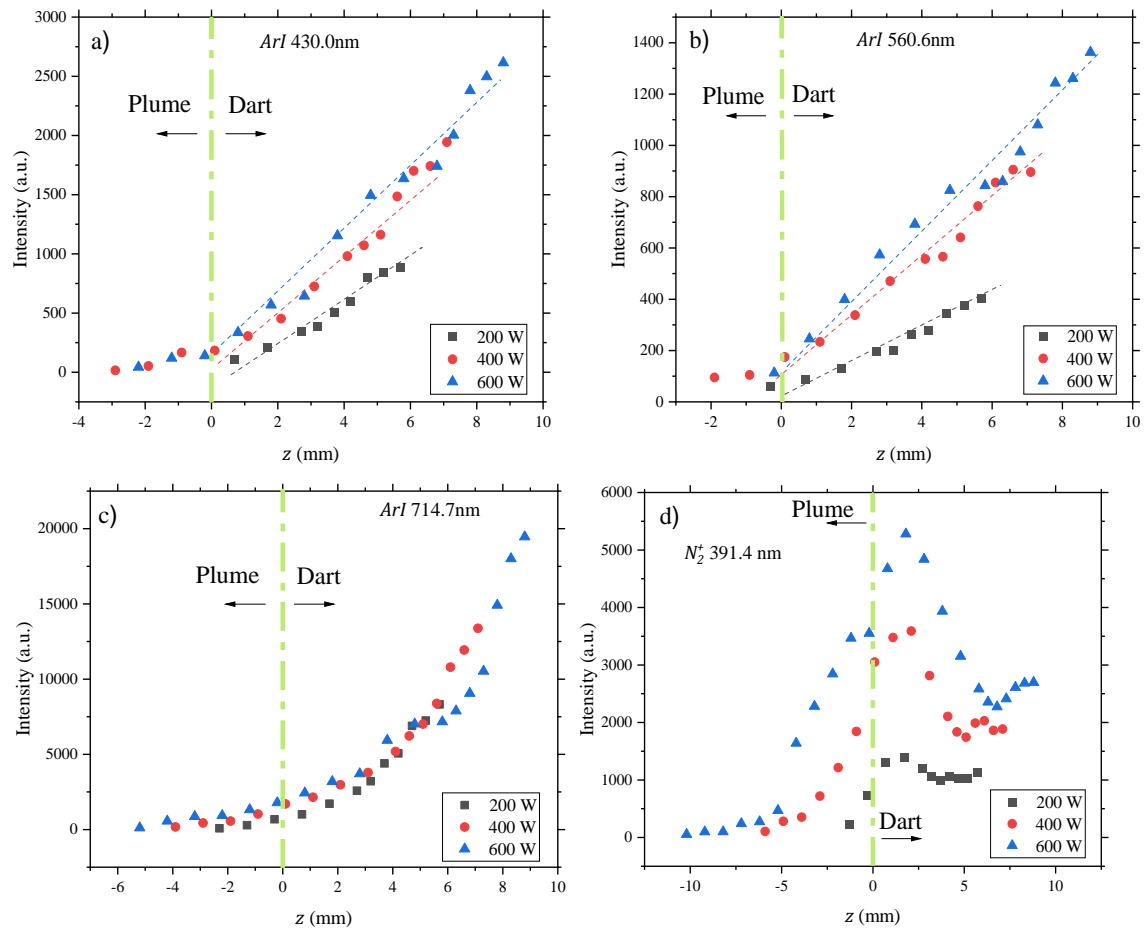 a)
ArI 430.0nm
Plume
Dart
Intensity (a.u.)
3000
2500
2000
1500
1000
500
0
-4 -2 0 2 4 6 8 10
z (mm)
200 W
400 W
600 W
b)
ArI 560.6nm
Plume
Dart
Intensity (a.u.)
1400
1200
1000
800
600
400
200
0
-2 0 2 4 6 8 10
z (mm)
200 W
400 W
600 W
c)
ArI 714.7nm
Plume
Dart
Intensity (a.u.)
20000
15000
10000
5000
0
-6 -4 -2 0 2 4 6 8 10
z (mm)
200 W
400 W
600 W
d)
N₂⁺ 391.4 nm
Plume
Dart
Intensity (a.u.)
6000
5000
4000
3000
2000
1000
0
-10 -5 0 5 10
z (mm)
200 W
400 W
600 W